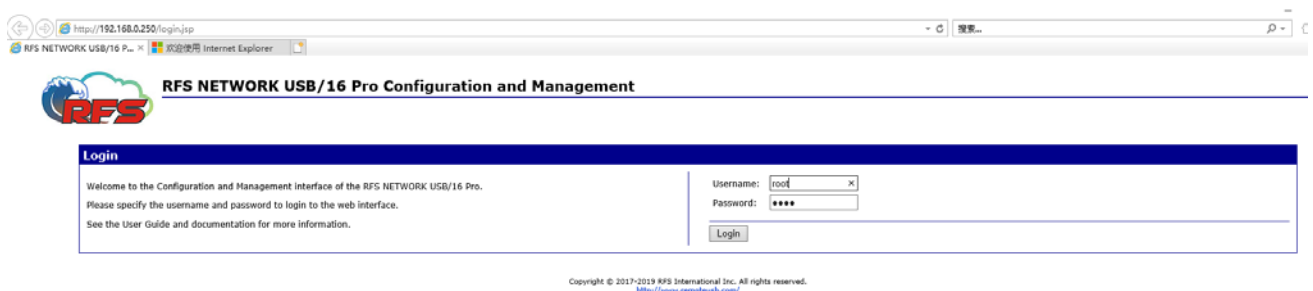 http://192.168.0.250/login.jsp
搜索...
RFS NETWORK USB/16 P...
欢迎使用 Internet Explorer
RFS
RFS NETWORK USB/16 Pro Configuration and Management
Login
Welcome to the Configuration and Management interface of the RFS NETWORK USB/16 Pro.
Please specify the username and password to login to the web interface.
See the User Guide and documentation for more information.
Username: root
Password: ••••
Login
Copyright © 2017-2019 RFS International Inc. All rights reserved.
http://www.remoteusb.com/